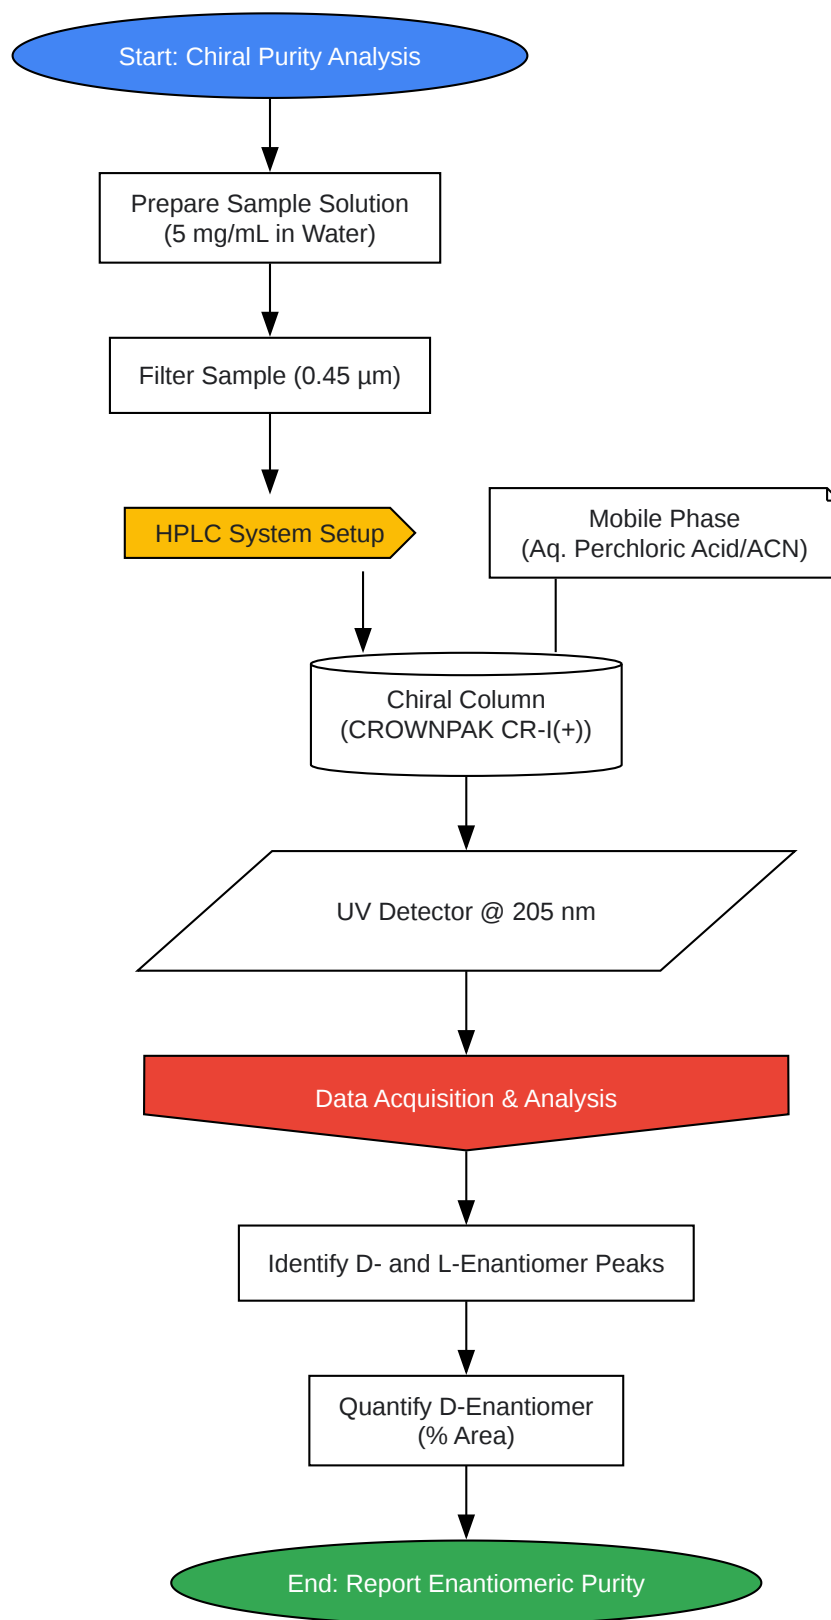 Start: Chiral Purity Analysis
Prepare Sample Solution
(5 mg/mL in Water)
Filter Sample (0.45 µm)
HPLC System Setup
Mobile Phase
(Aq. Perchloric Acid/ACN)
Chiral Column
(CROWNPAK CR-I(+))
UV Detector @ 205 nm
Data Acquisition & Analysis
Identify D- and L-Enantiomer Peaks
Quantify D-Enantiomer
(% Area)
End: Report Enantiomeric Purity